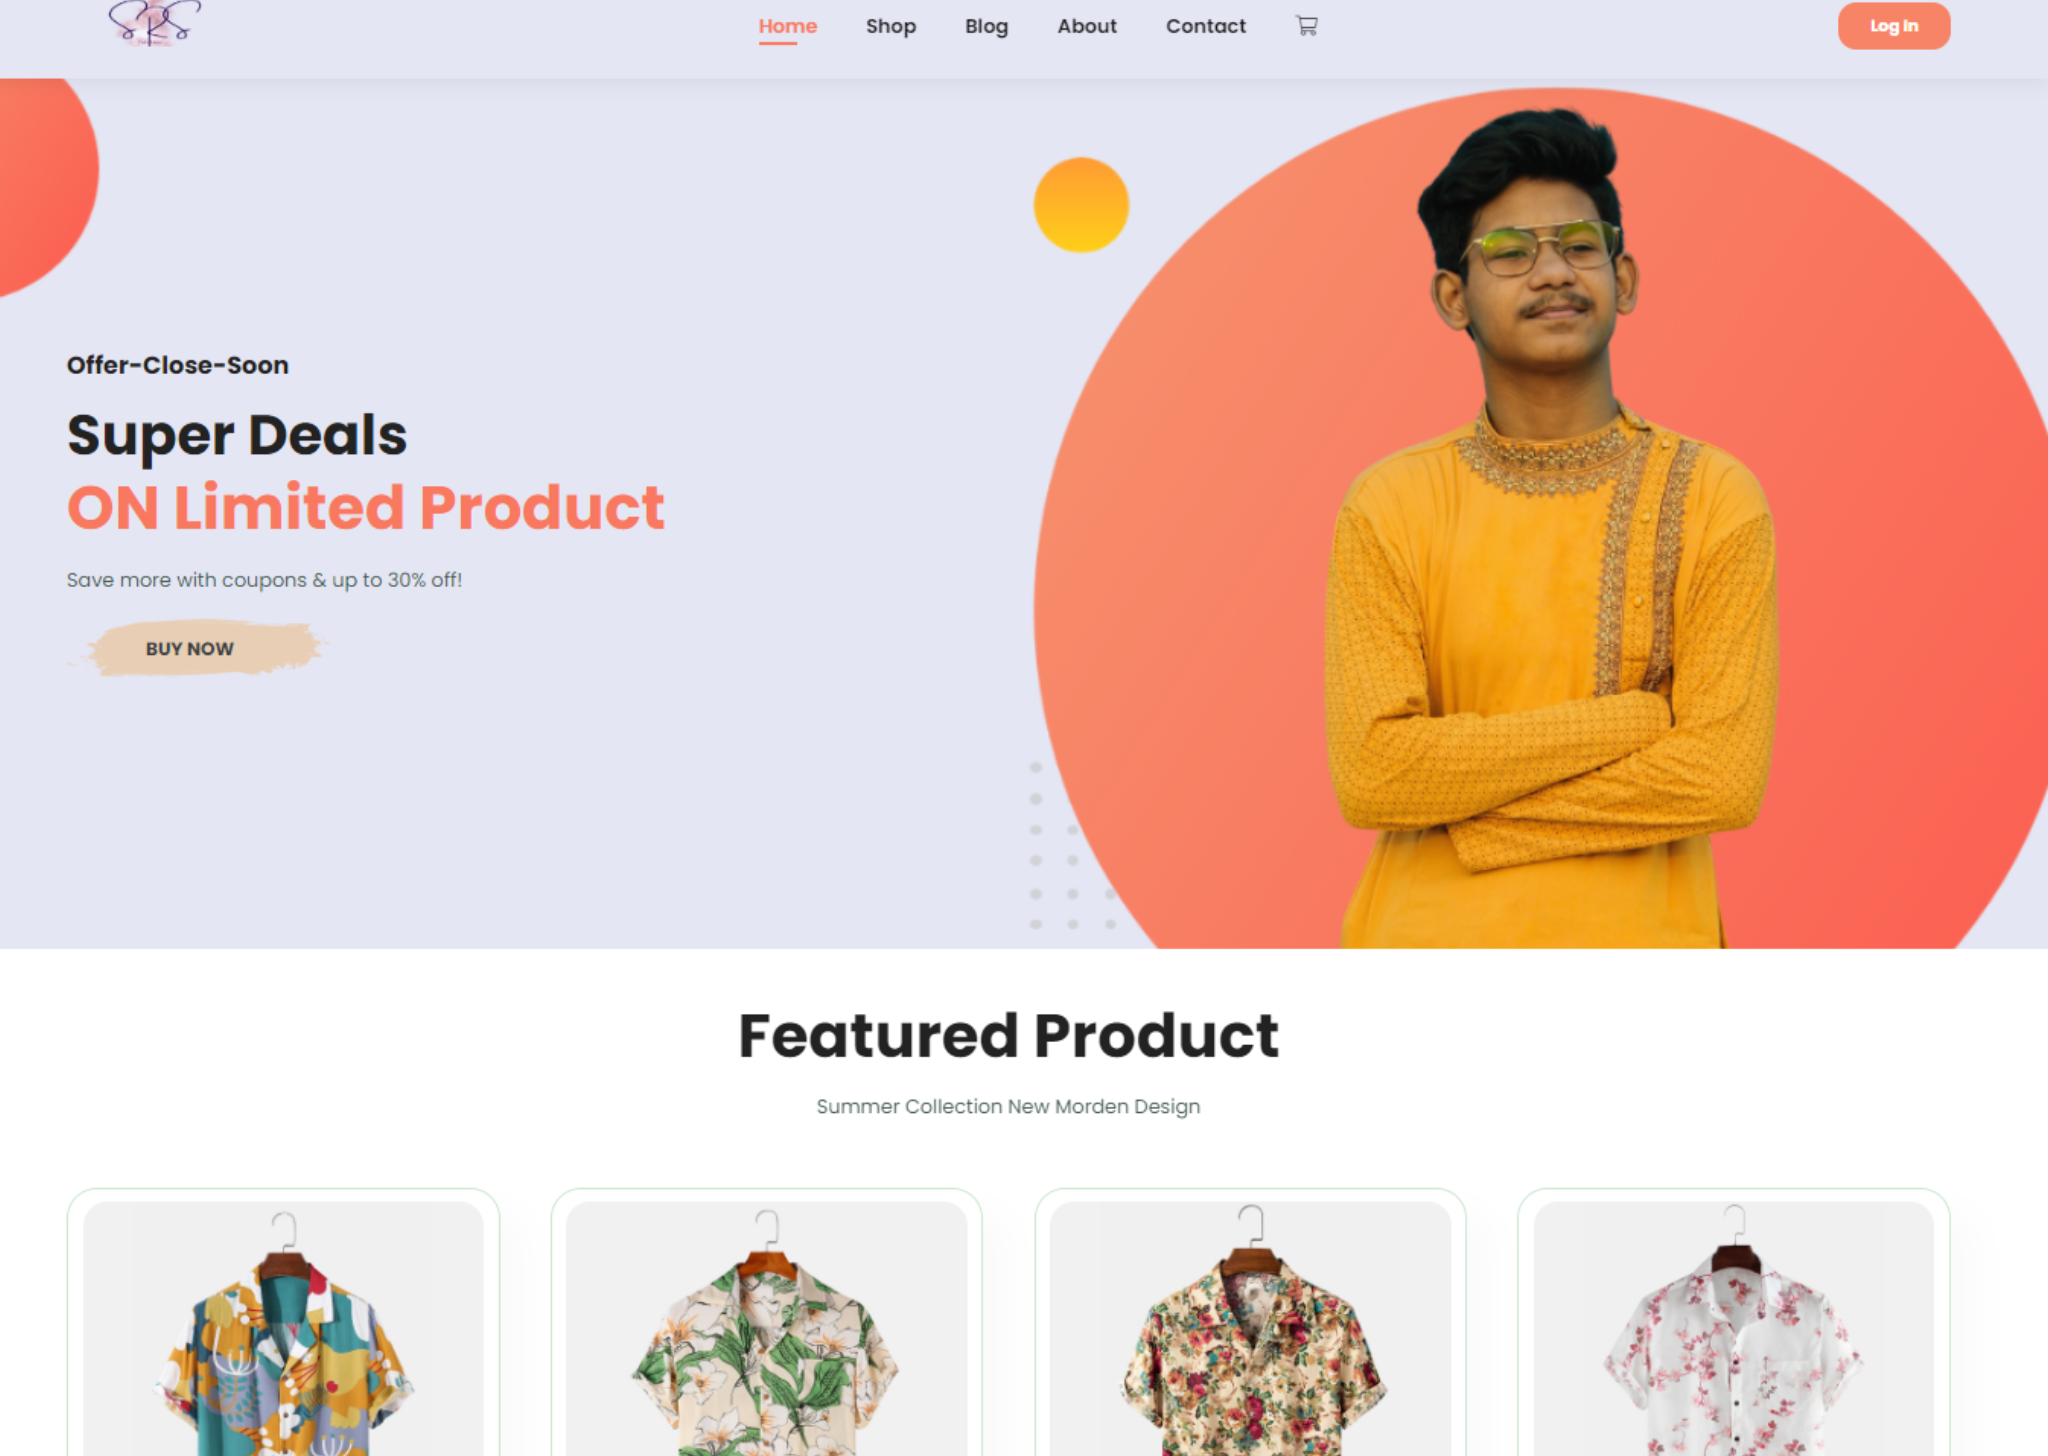 SRS
Home
Shop
Blog
About
Contact
Log In
Offer-Close-Soon
Super Deals
ON Limited Product
Save more with coupons & up to 30% off!
BUY NOW
Featured Product
Summer Collection New Morden Design